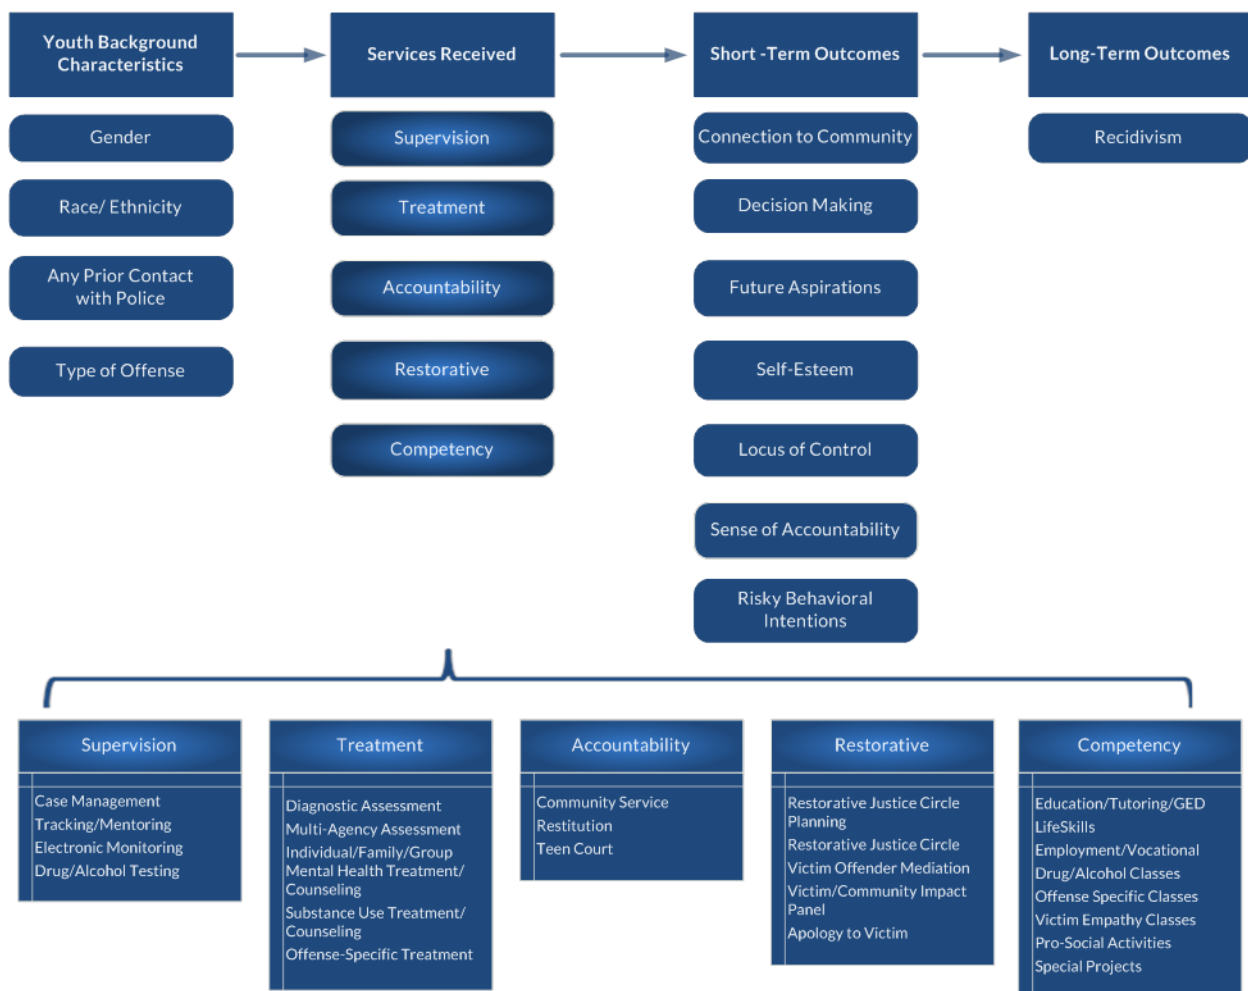 Youth Background
Characteristics
Services Received
Short -Term Outcomes
Long-Term Outcomes
Gender
Race/ Ethnicity
Any Prior Contact
with Police
Type of Offense
Supervision
Treatment
Accountability
Restorative
Competency
Connection to Community
Decision Making
Future Aspirations
Self-Esteem
Locus of Control
Sense of Accountability
Risky Behavioral
Intentions
Recidivism
Supervision
Case Management
Tracking/Mentoring
Electronic Monitoring
Drug/Alcohol Testing
Treatment
Diagnostic Assessment
Multi-Agency Assessment
Individual/Family/Group
Mental Health Treatment/
Counseling
Substance Use Treatment/
Counseling
Offense-Specific Treatment
Accountability
Community Service
Restitution
Teen Court
Restorative
Restorative Justice Circle
Planning
Restorative Justice Circle
Victim Offender Mediation
Victim/Community Impact
Panel
Apology to Victim
Competency
Education/Tutoring/GED
LifeSkills
Employment/Vocational
Drug/Alcohol Classes
Offense Specific Classes
Victim Empathy Classes
Pro-Social Activities
Special Projects